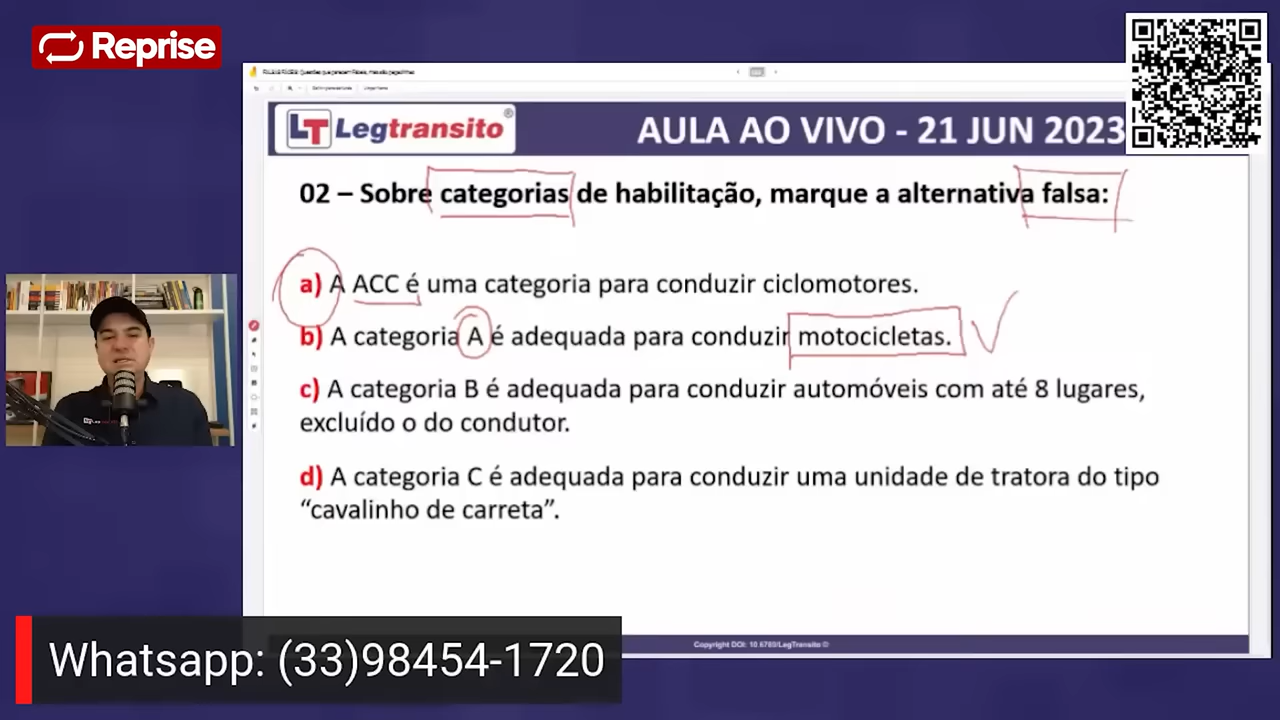 Reprise
LT Legtransito®
AULA AO VIVO - 21 JUN 2023
02 – Sobre categorias de habilitação, marque a alternativa falsa:
a) A ACC é uma categoria para conduzir ciclomotores.
b) A categoria A é adequada para conduzir motocicletas.
c) A categoria B é adequada para conduzir automóveis com até 8 lugares,
excluído o do condutor.
d) A categoria C é adequada para conduzir uma unidade de tratora do tipo
“cavalinho de carreta”.
Whatsapp: (33)98454-1720